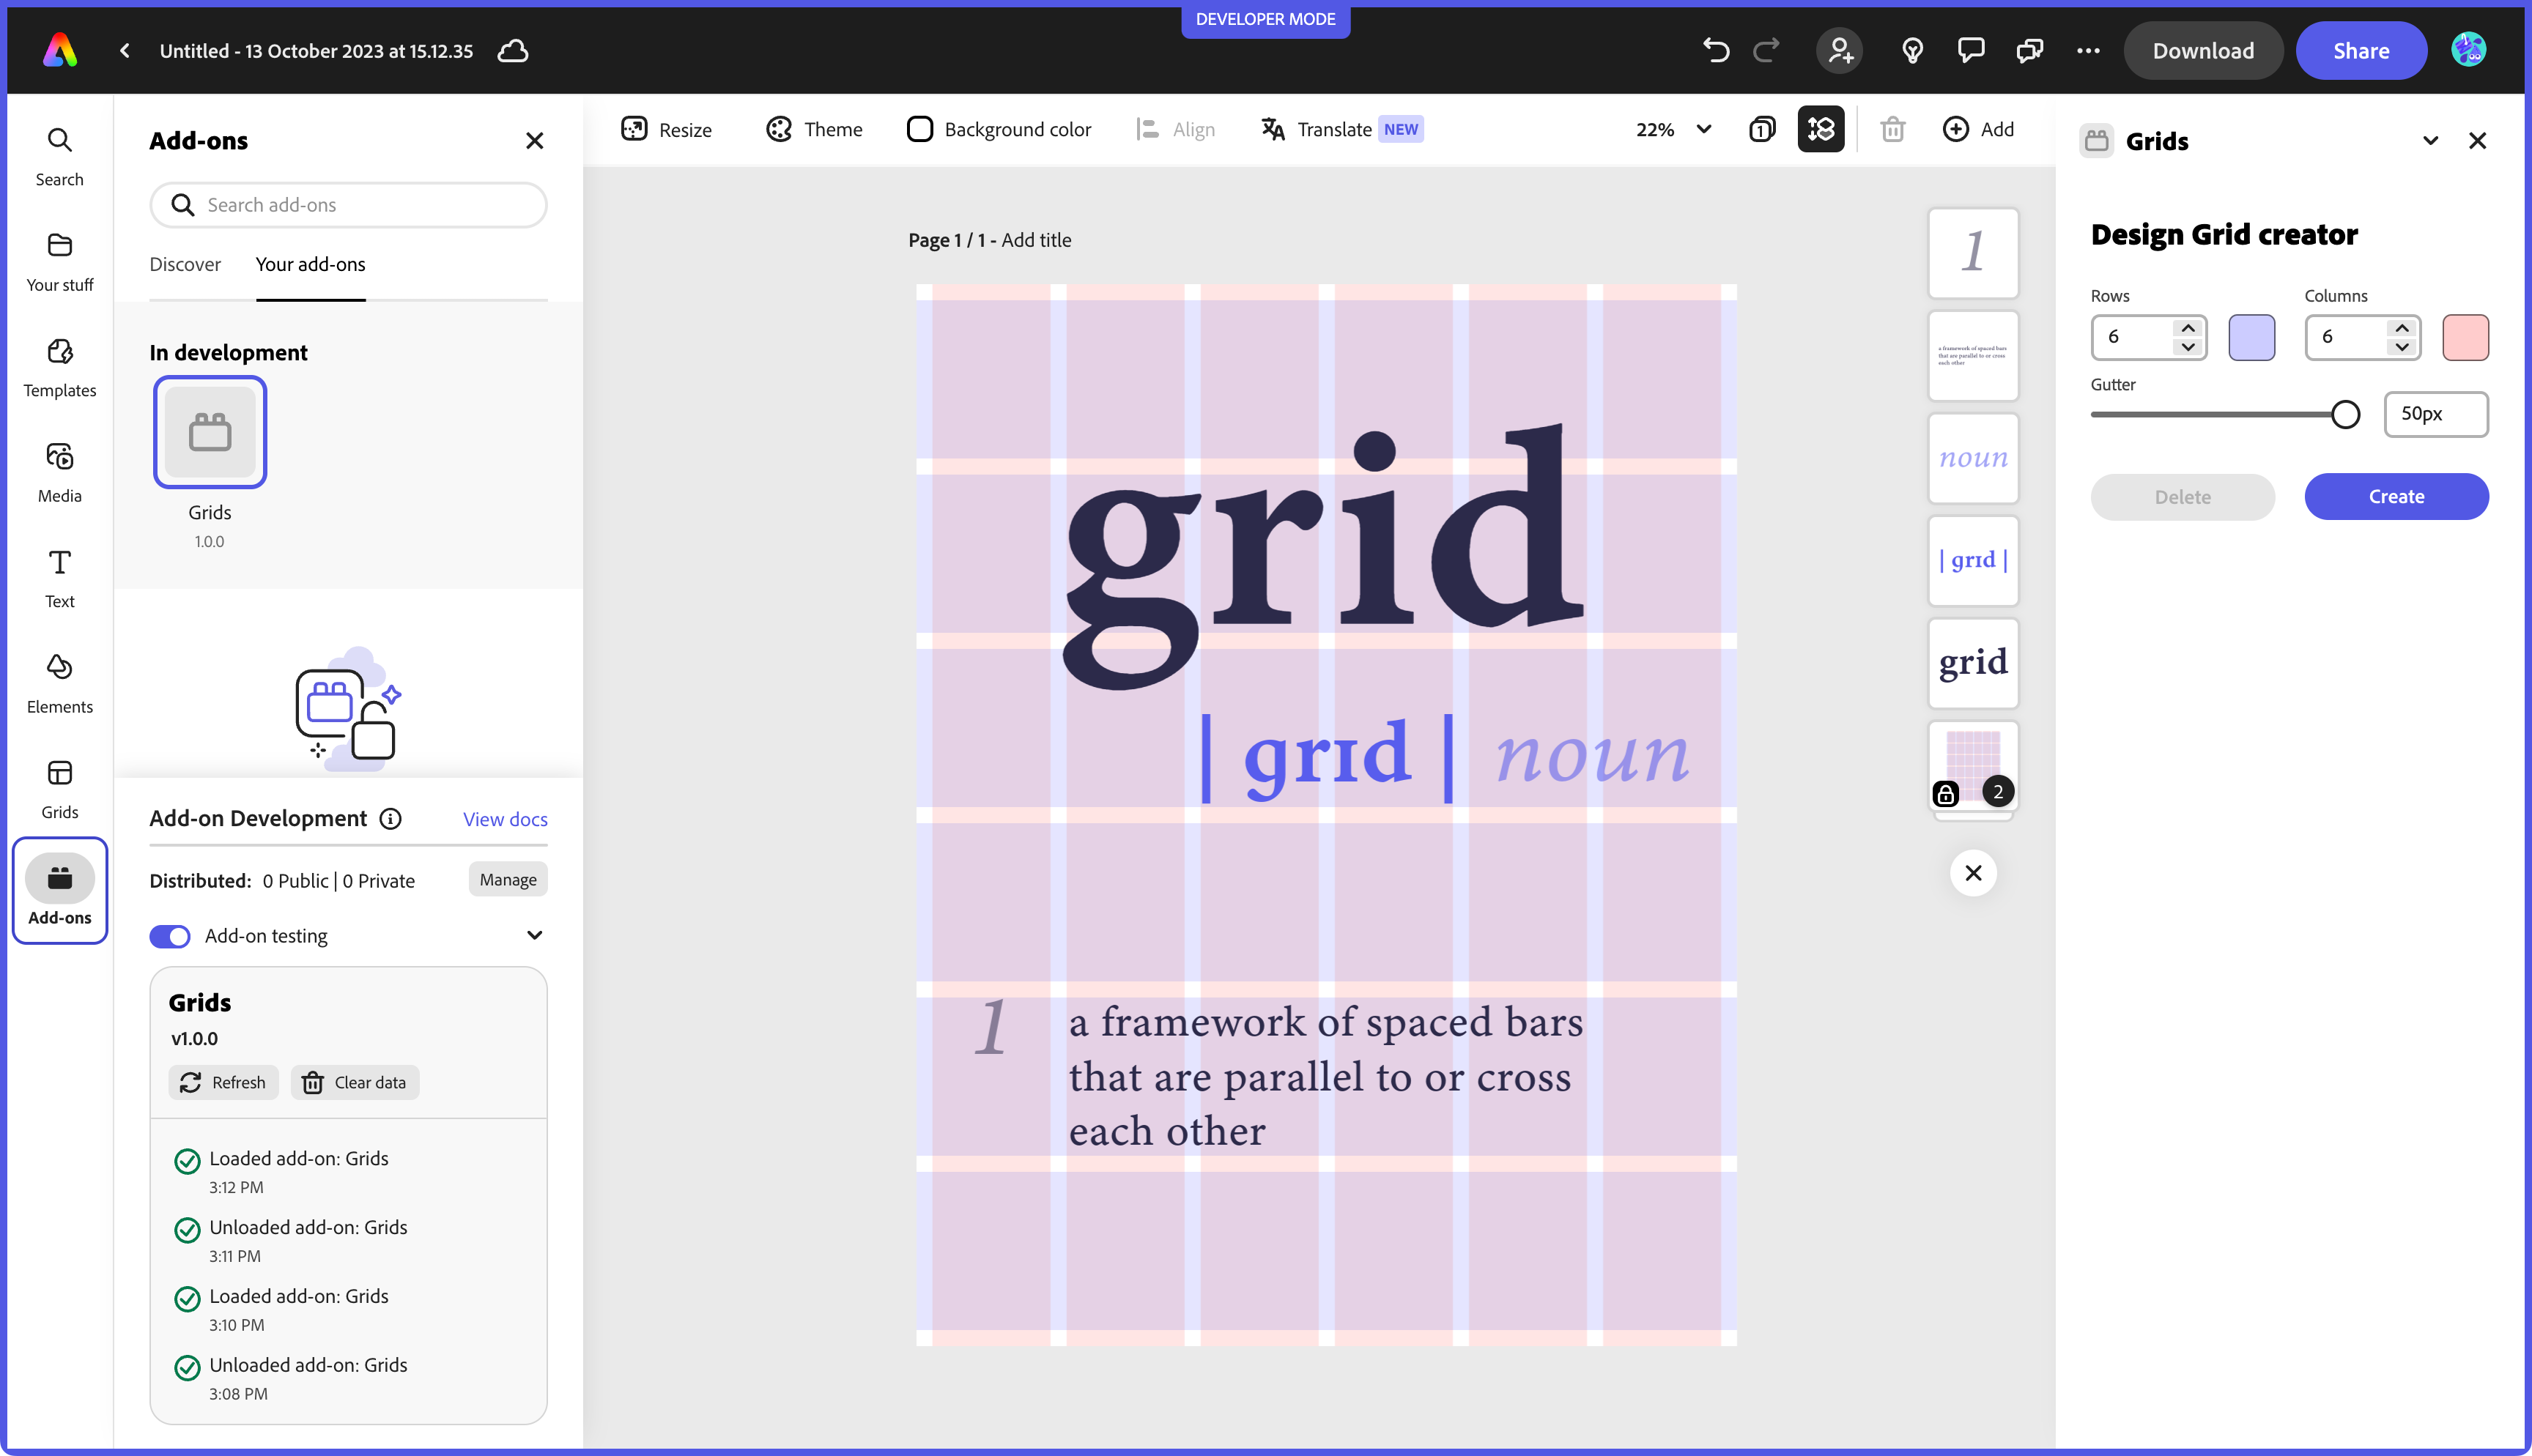 DEVELOPER MODE
Untitled - 13 October 2023 at 15.12.35
Download
Share
Search
Your stuff
Templates
Media
Text
Elements
Grids
Add-ons
Add-ons
Search add-ons
Discover
Your add-ons
In development
Grids
1.0.0
Add-on Development
View docs
Distributed: 0 Public | 0 Private
Manage
Add-on testing
Grids
v1.0.0
Refresh
Clear data
Loaded add-on: Grids
3:12 PM
Unloaded add-on: Grids
3:11 PM
Loaded add-on: Grids
3:10 PM
Unloaded add-on: Grids
3:08 PM
Resize
Theme
Background color
Align
Translate NEW
22%
1
Add
Page 1 / 1 - Add title
grid
| grɪd | noun
1 a framework of spaced bars
that are parallel to or cross
each other
1
a framework of spaced bars
that are parallel to or cross
each other
noun
| grɪd |
grid
2
Grids
Design Grid creator
Rows
Columns
6
6
Gutter
50px
Delete
Create